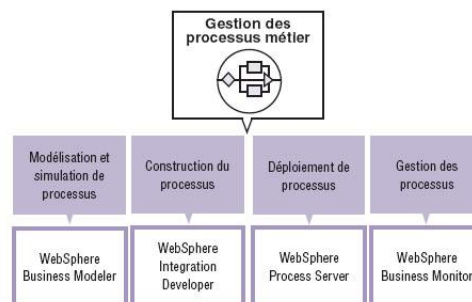 Gestion des
processus métier
Modélisation et
simulation de
processus
Construction du
processus
Déploiement de
processus
Gestion des
processus
WebSphere
Business Modeler
WebSphere
Integration
Developer
WebSphere
Process Server
WebSphere
Business Monitor